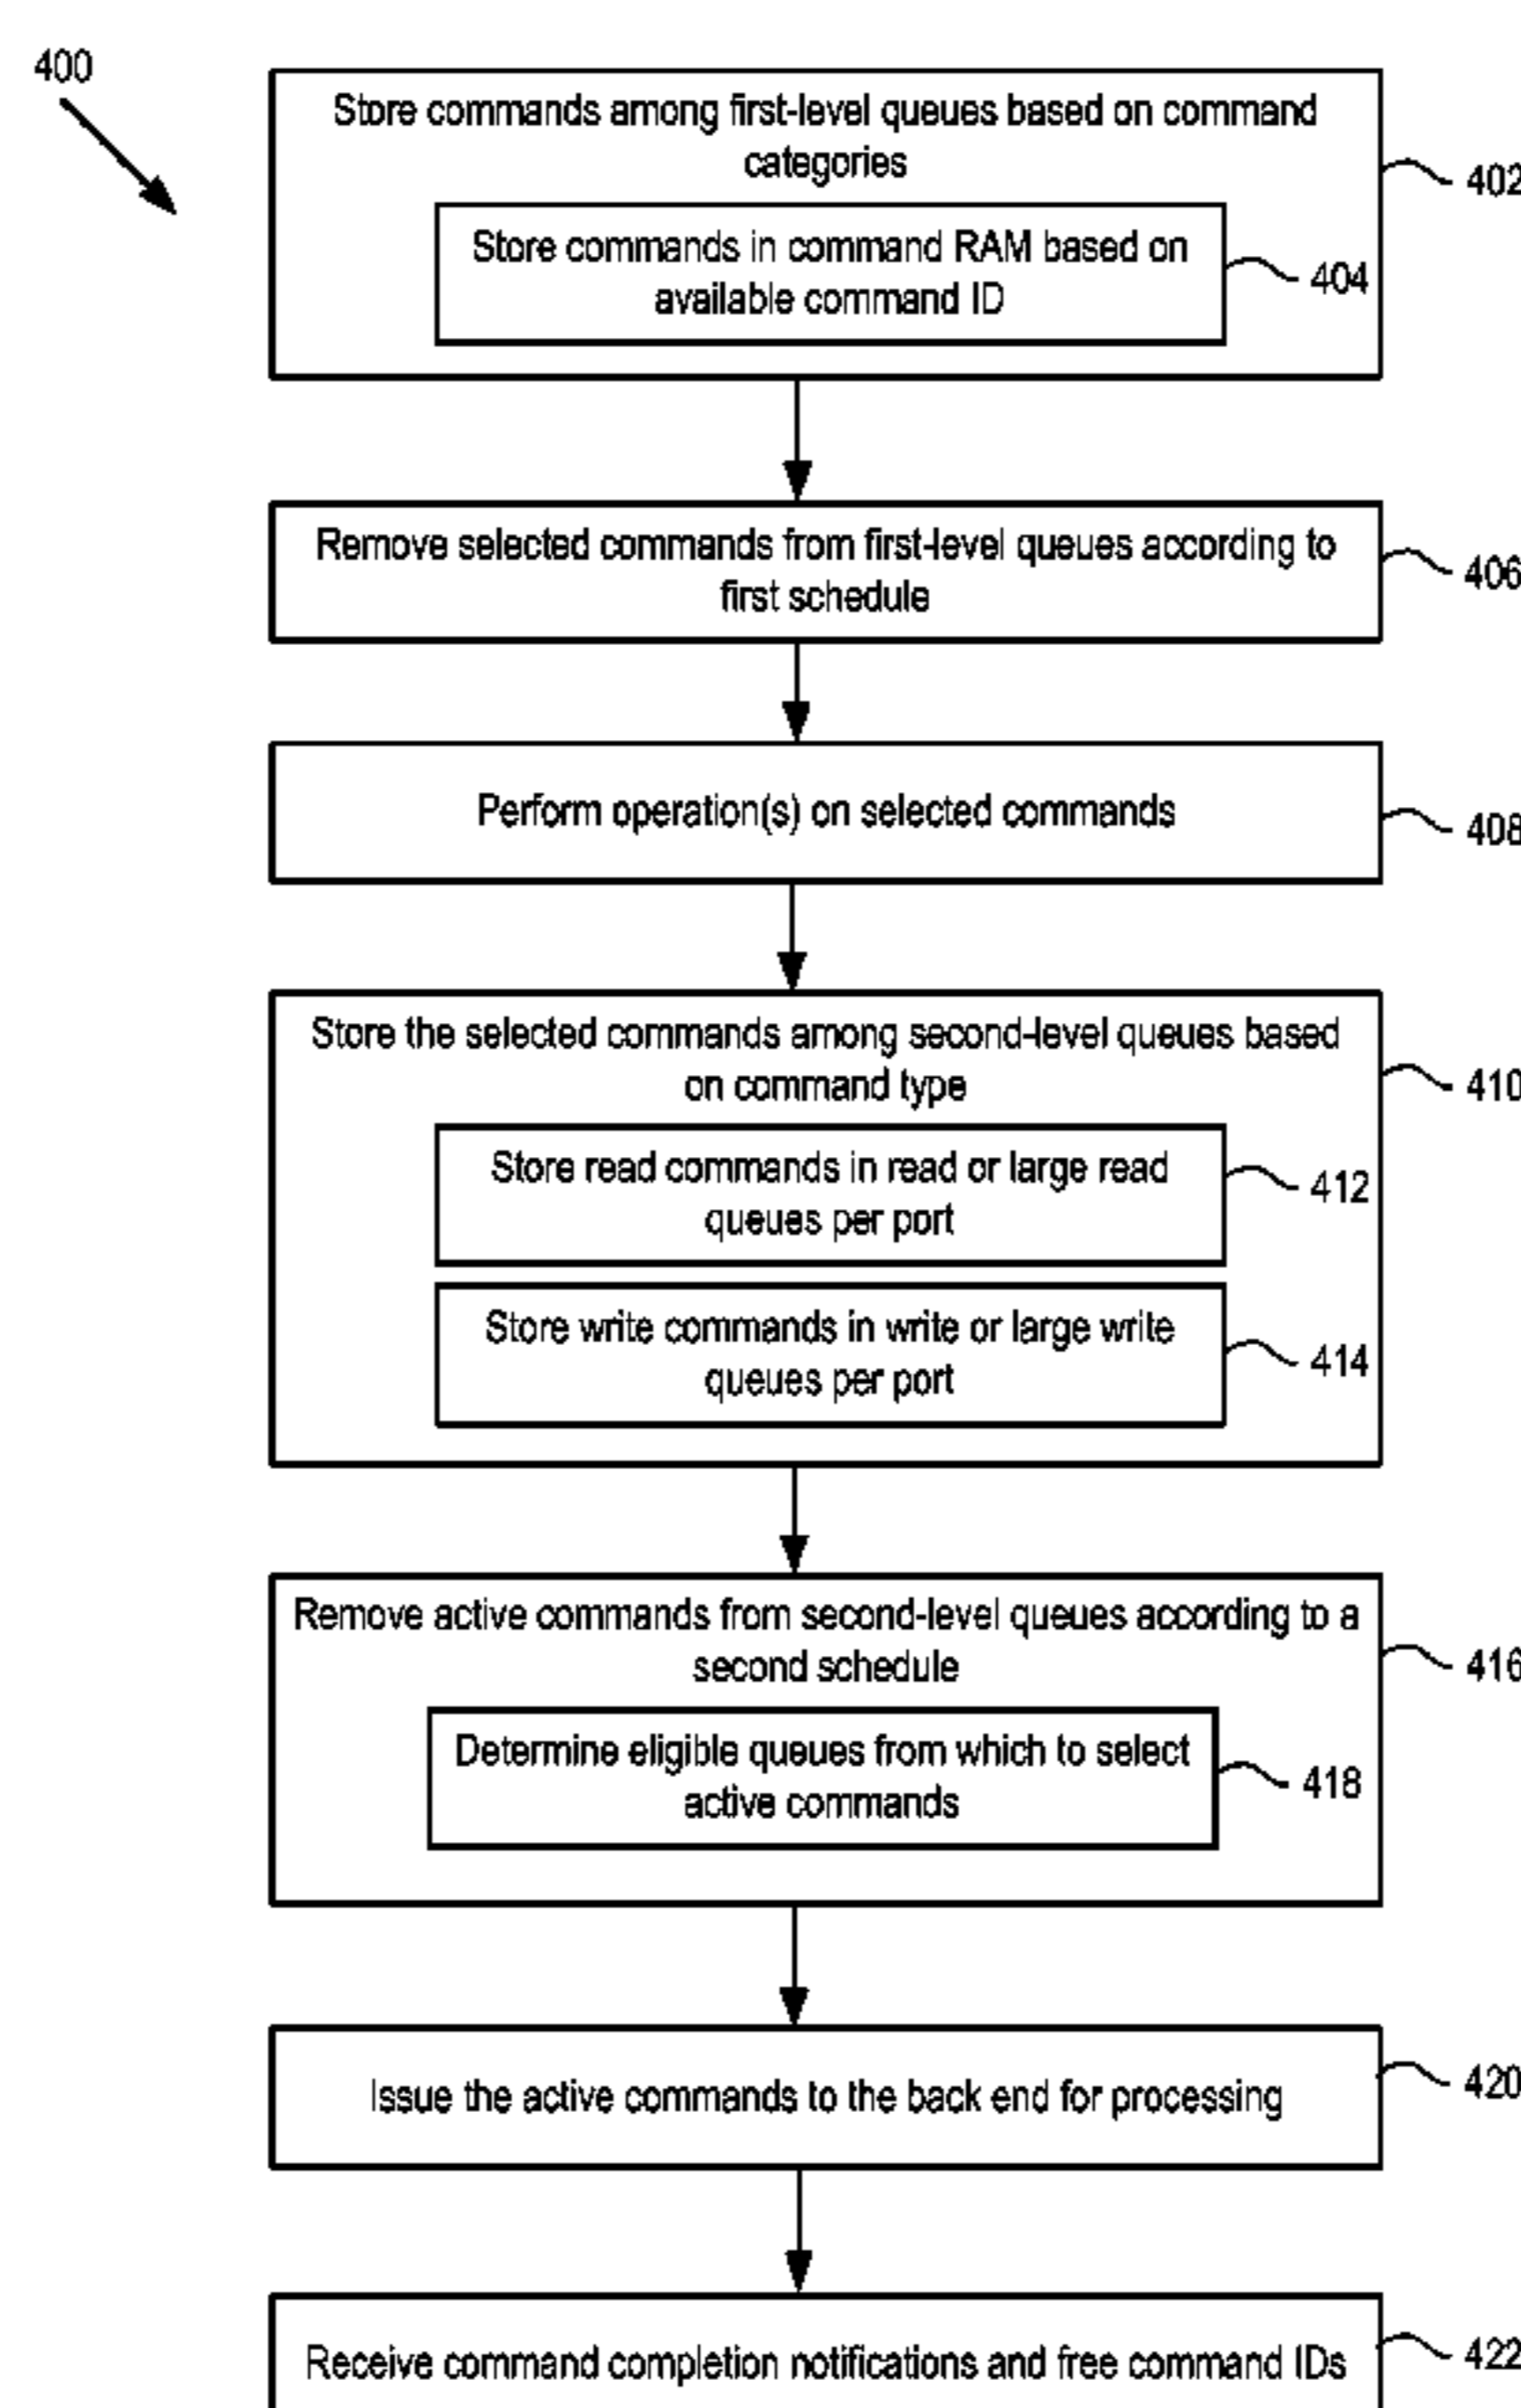 400
Store commands among first-level queues based on command
categories
402
Store commands in command RAM based on
available command ID
404
Remove selected commands from first-level queues according to
first schedule
406
Perform operation(s) on selected commands
408
Store the selected commands among second-level queues based
on command type
410
Store read commands in read or large read
queues per port
412
Store write commands in write or large write
queues per port
414
Remove active commands from second-level queues according to a
second schedule
416
Determine eligible queues from which to select
active commands
418
Issue the active commands to the back end for processing
420
Receive command completion notifications and free command IDs
422